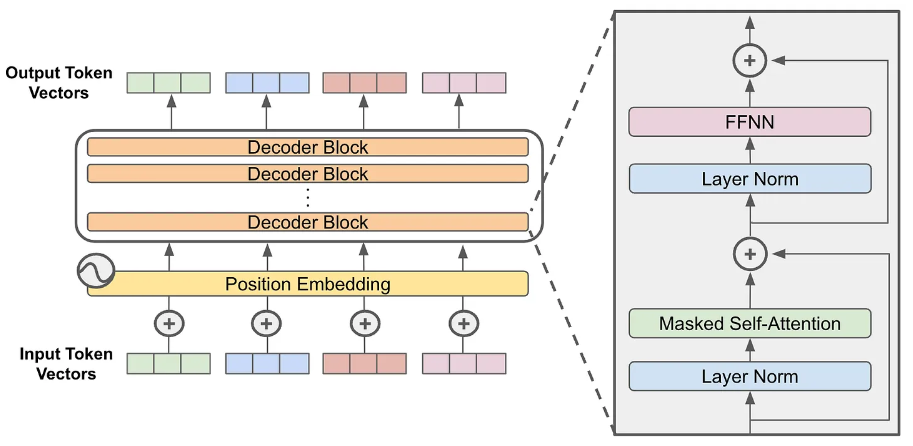 Output Token
Vectors
Decoder Block
Decoder Block
Decoder Block
Position Embedding
Input Token
Vectors
FFNN
Layer Norm
Masked Self-Attention
Layer Norm